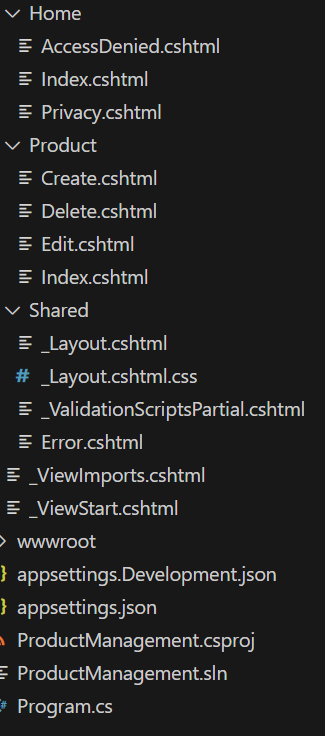 Home
AccessDenied.cshtml
Index.cshtml
Privacy.cshtml
Product
Create.cshtml
Delete.cshtml
Edit.cshtml
Index.cshtml
Shared
_Layout.cshtml
# _Layout.cshtml.css
_ValidationScriptsPartial.cshtml
Error.cshtml
_ViewImports.cshtml
_ViewStart.cshtml
wwwroot
appsettings.Development.json
appsettings.json
ProductManagement.csproj
ProductManagement.sln
Program.cs